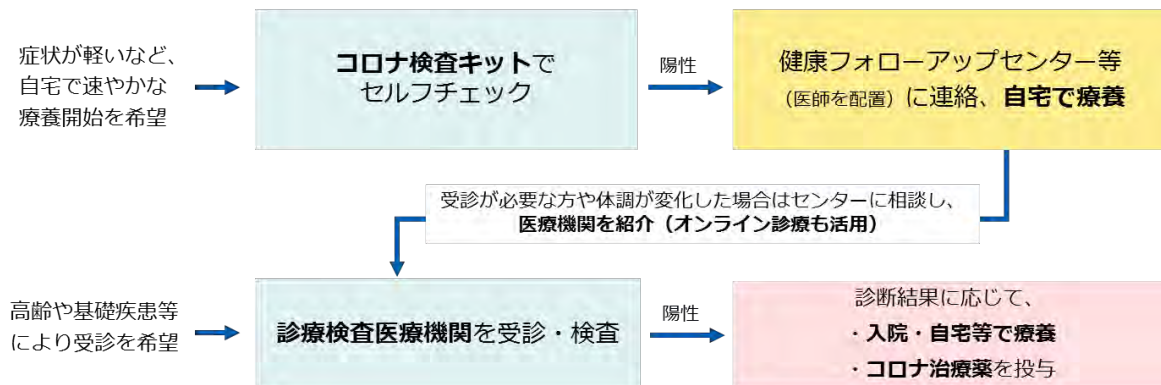 症状が軽いなど、
自宅で速やかな
療養開始を希望
コロナ検査キットで
セルフチェック
陽性
健康フォローアップセンター等
（医師を配置）に連絡、自宅で療養
受診が必要な方や体調が変化した場合はセンターに相談し、
医療機関を紹介（オンライン診療も活用）
高齢や基礎疾患等
により受診を希望
診療検査医療機関を受診・検査
陽性
診断結果に応じて、
・入院・自宅等で療養
・コロナ治療薬を投与